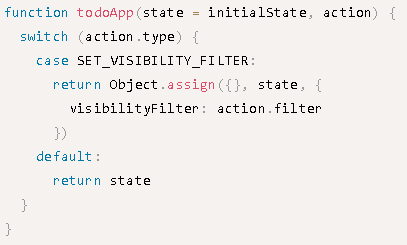 function todoApp(state = initialState, action) {
  switch (action.type) {
    case SET_VISIBILITY_FILTER:
      return Object.assign({}, state, {
        visibilityFilter: action.filter
      })
    default:
      return state
  }
}